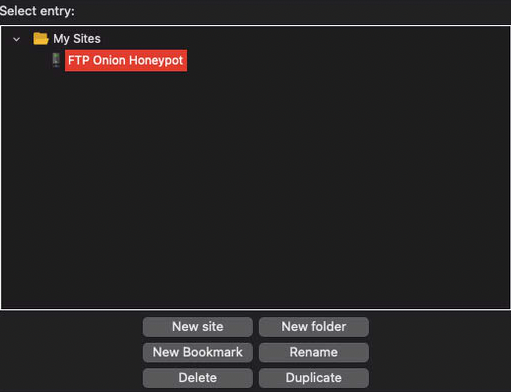 Select entry:
My Sites
FTP Onion Honeypot
New site
New folder
New Bookmark
Rename
Delete
Duplicate